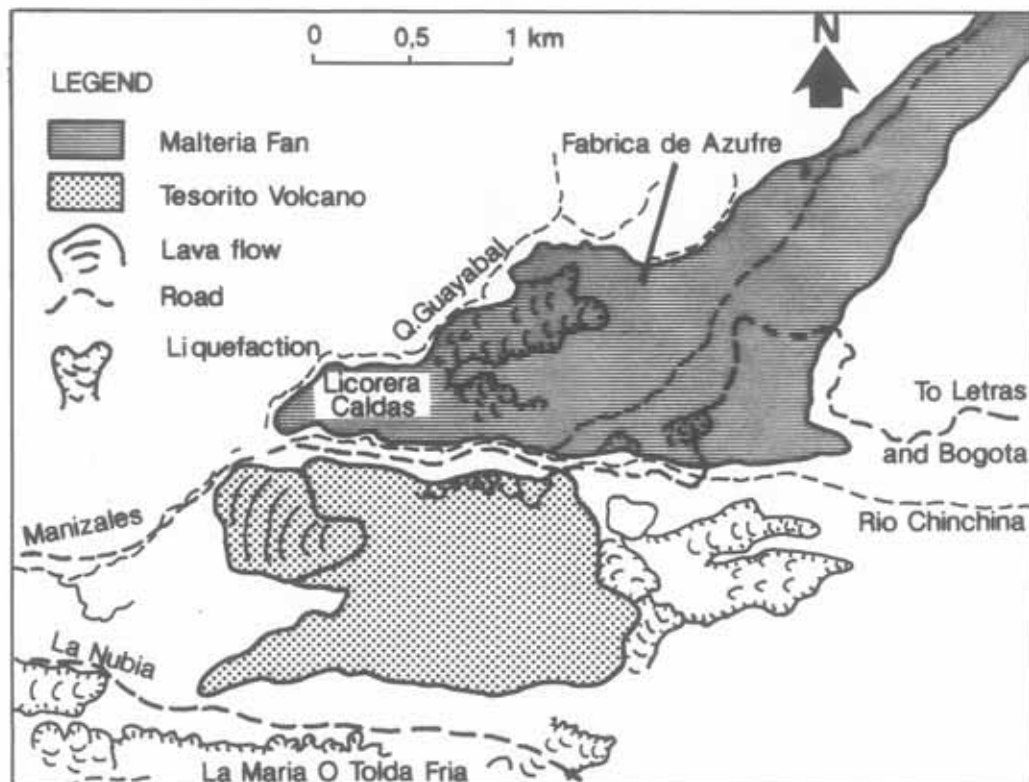 0 0,5 1 km
N
LEGEND
Malteria Fan
Tesorito Volcano
Lava flow
Road
Liquefaction
Fabrica de Azufre
Q.Guayabal
Licorera
Caldas
To Letras
and Bogota
Rio Chinchina
Manizales
La Nubia
La Maria O Tolda Fria